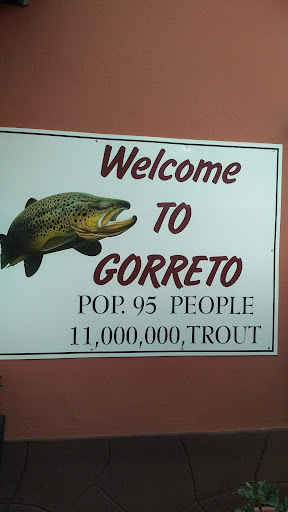 Welcome
TO
GORRETO
POP. 95 PEOPLE
11,000,000,TROUT